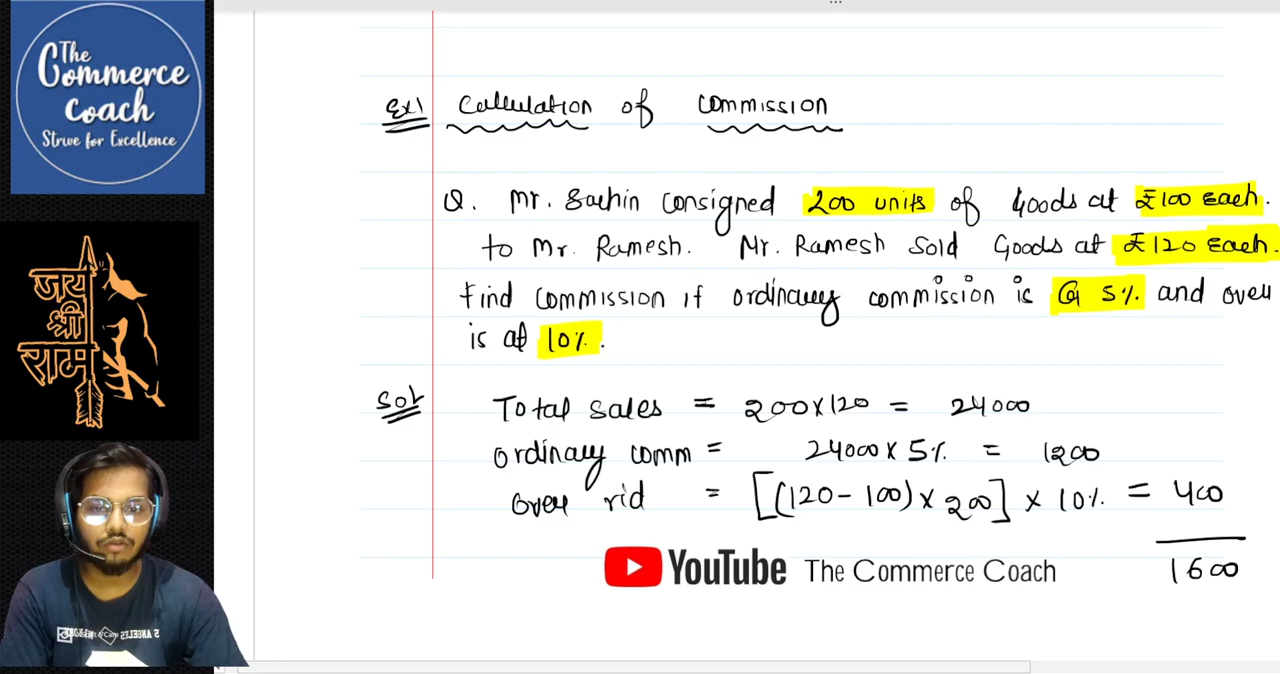 The
Commerce
Coach
Strive for Excellence
जय
श्री
राम
Ex1 Calculation of Commission
Q. Mr. Sachin consigned 200 units of Goods at ₹100 Each.
to Mr. Ramesh. Mr. Ramesh sold Goods at ₹120 Each.
Find Commission if ordinary commission is @ 5% and over
is at 10%.
Sol Total sales = 200×120 = 24000
ordinary comm = 24000 × 5% = 1200
Over rid = [(120-100)×200] × 10% = 400
1600
YouTube The Commerce Coach